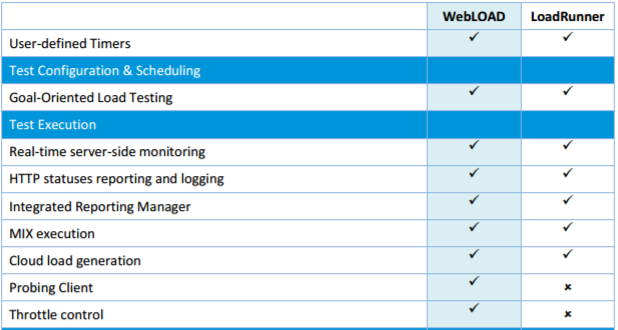 WebLOAD LoadRunner
User-defined Timers ✓ ✓
Test Configuration & Scheduling
Goal-Oriented Load Testing ✓ ✓
Test Execution
Real-time server-side monitoring ✓ ✓
HTTP statuses reporting and logging ✓ ✓
Integrated Reporting Manager ✓ ✓
MIX execution ✓ ✓
Cloud load generation ✓ ✓
Probing Client ✓ ✗
Throttle control ✓ ✗